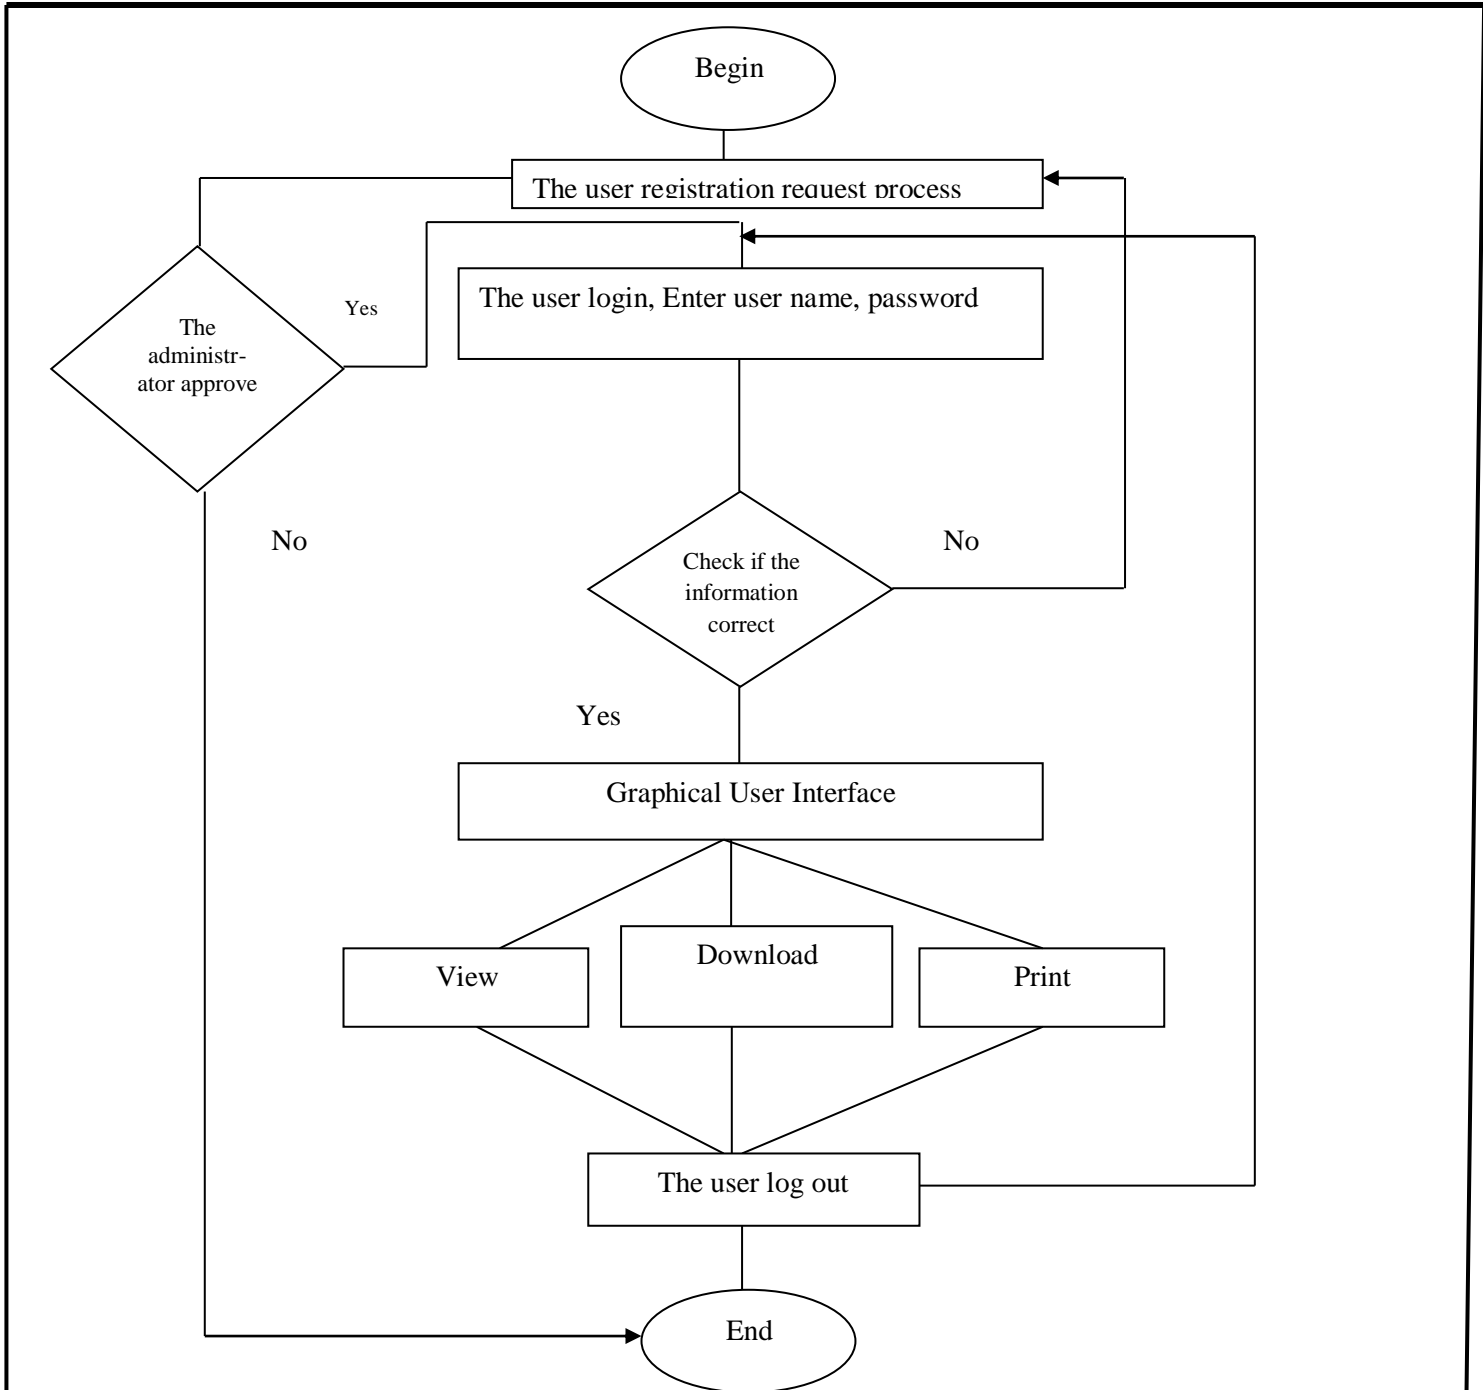 Begin
The user registration request process
The user login, Enter user name, password
Yes
The
administr-
ator approve
No
Check if the
information
correct
No
Yes
Graphical User Interface
View
Download
Print
The user log out
End